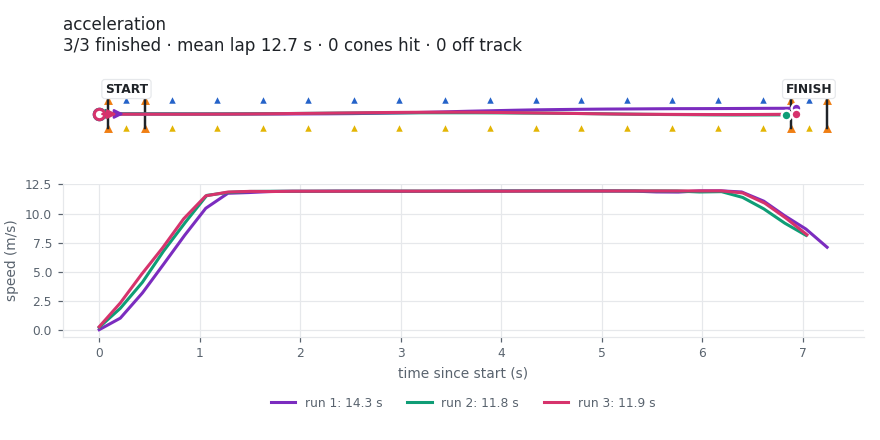 acceleration
3/3 finished · mean lap 12.7 s · 0 cones hit · 0 off track
START
FINISH
12.5
10.0
7.5
5.0
2.5
0.0
speed (m/s)
0 1 2 3 4 5 6 7
time since start (s)
run 1: 14.3 s run 2: 11.8 s run 3: 11.9 s